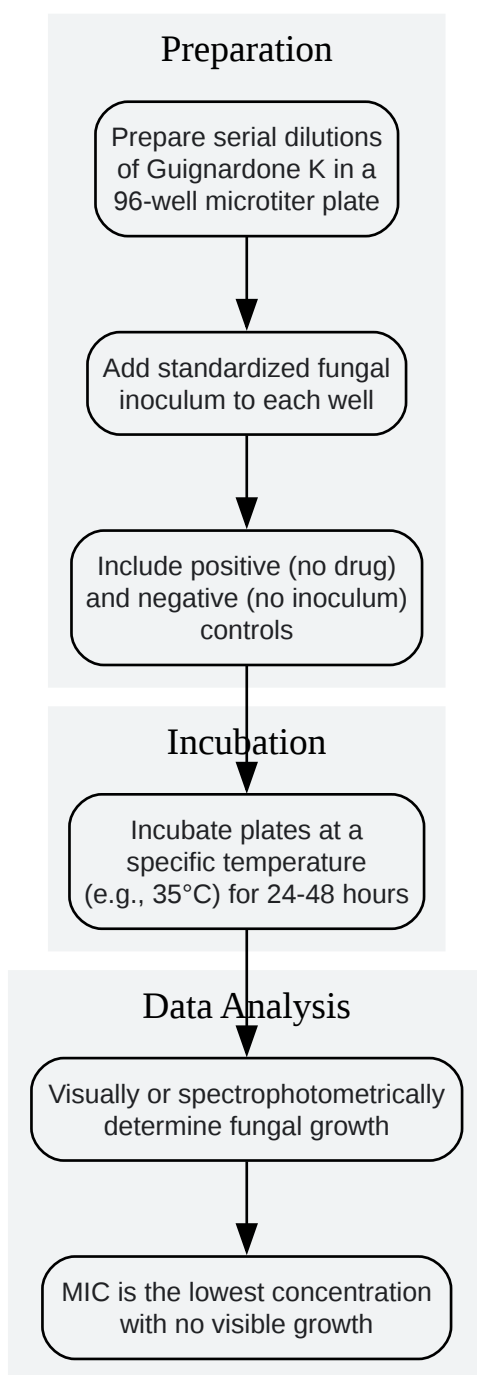 Preparation
Prepare serial dilutions
of Guignardone K in a
96-well microtiter plate
Add standardized fungal
inoculum to each well
Include positive (no drug)
and negative (no inoculum)
controls
Incubation
Incubate plates at a
specific temperature
(e.g., 35°C) for 24-48 hours
Data Analysis
Visually or spectrophotometrically
determine fungal growth
MIC is the lowest concentration
with no visible growth